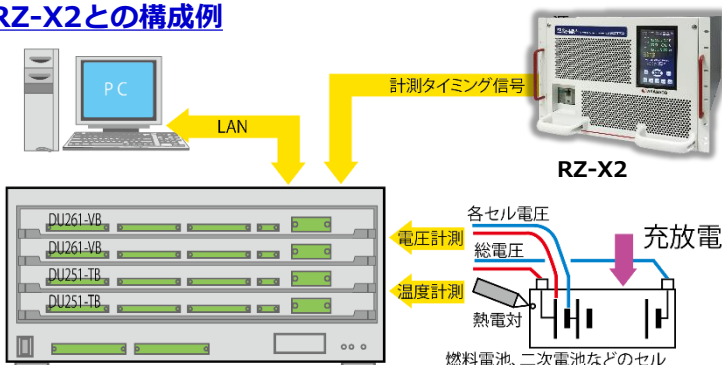 RZ-X2との構成例
PC
LAN
計測タイミング信号
RZ-X2
DU261-VB
DU261-VB
DU251-TB
DU251-TB
電圧計測
温度計測
各セル電圧
総電圧
熱電対
充放電
燃料電池、二次電池などのセル